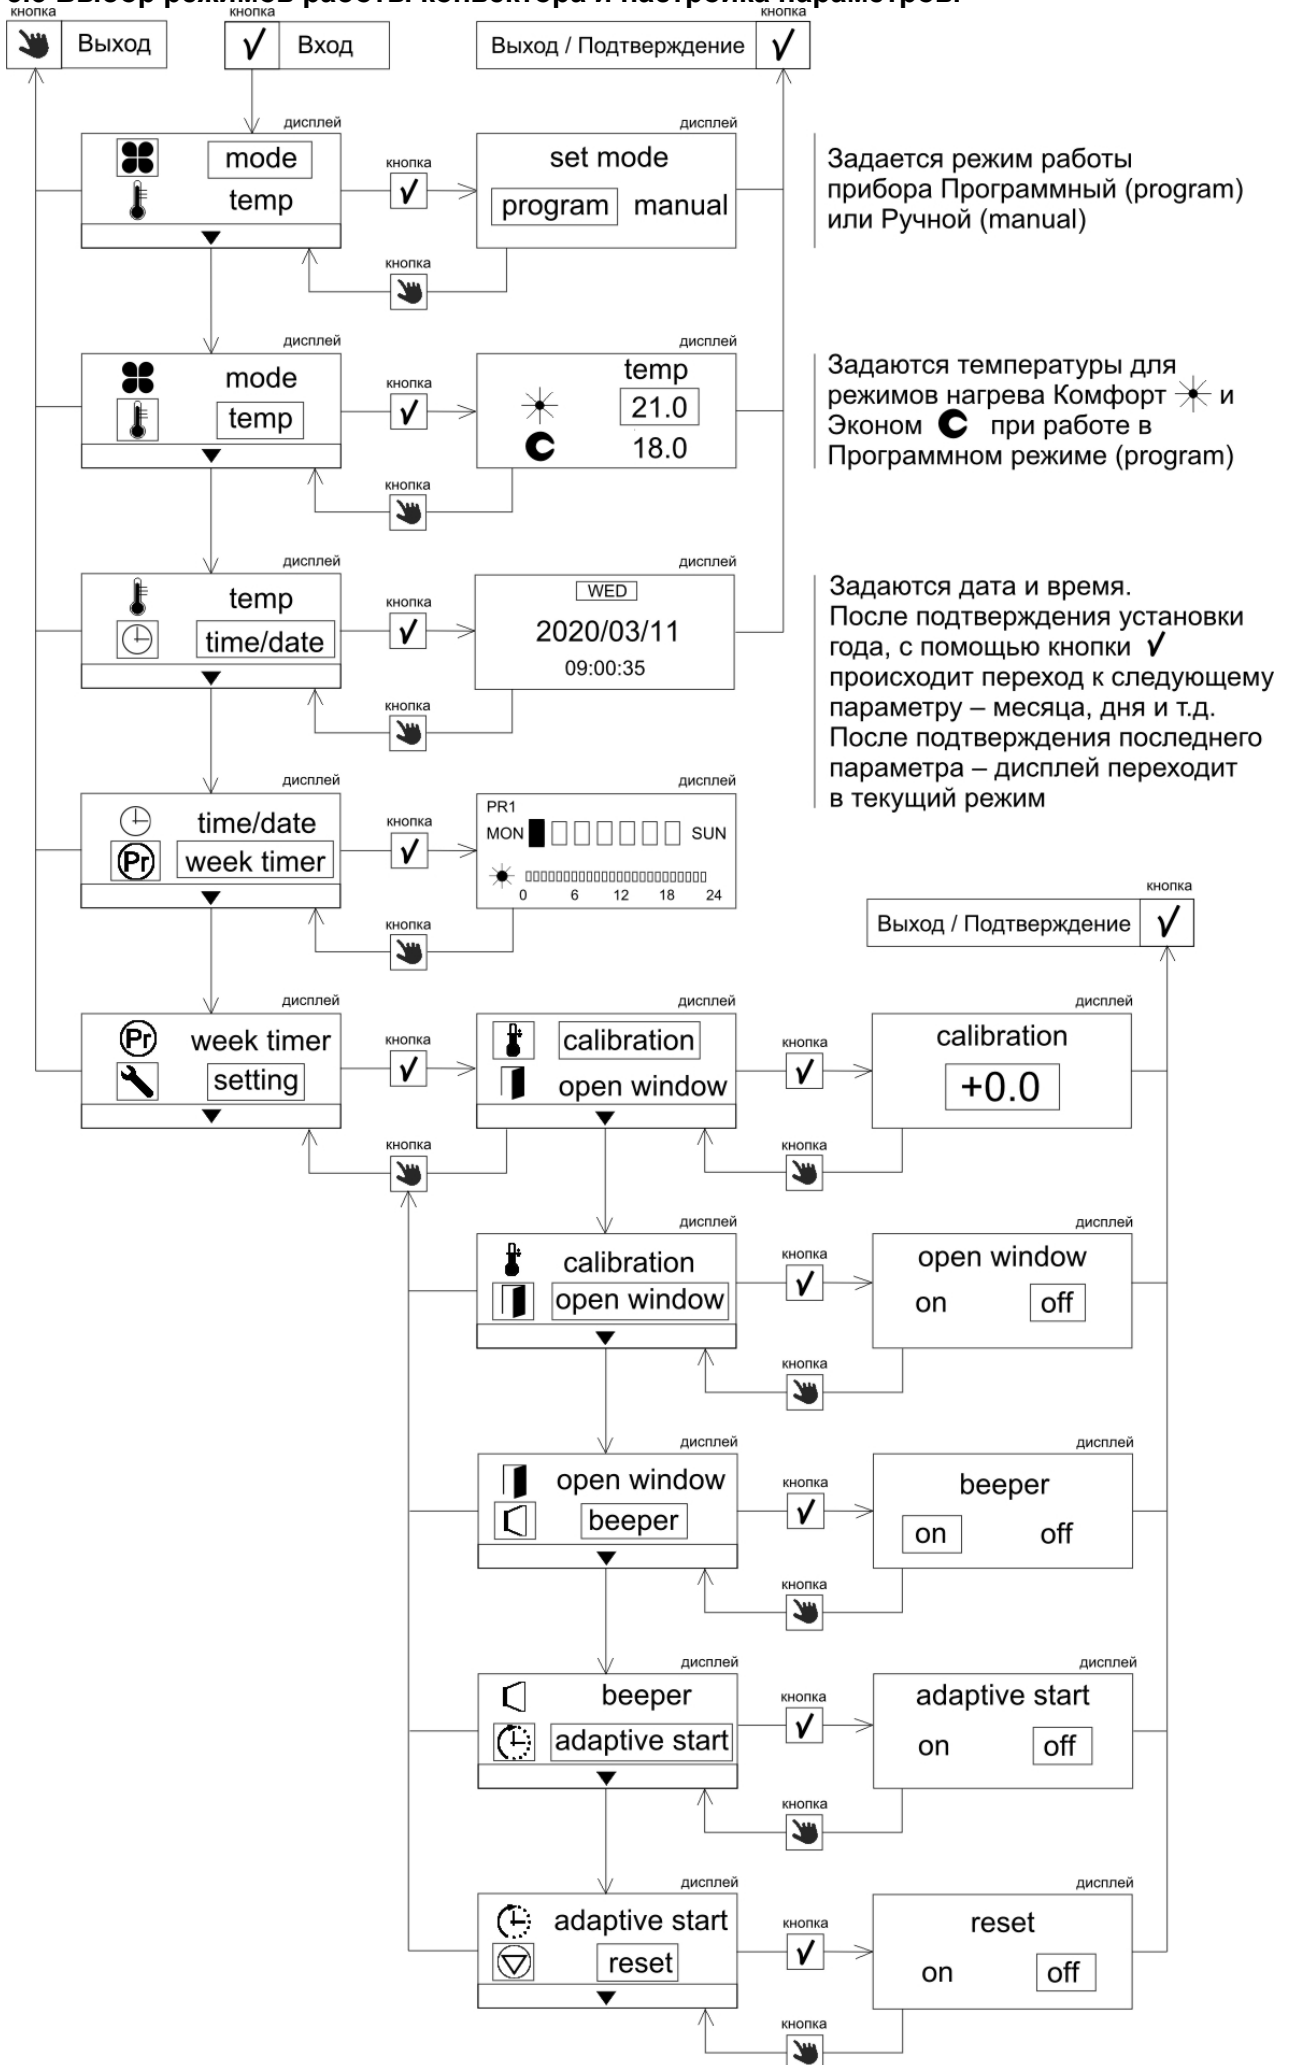 кнопка
кнопка
кнопка
Выход
Вход
Выход / Подтверждение
дисплей
дисплей
mode
temp
кнопка
set mode
program manual
кнопка
Задается режим работы
прибора Программный (program)
или Ручной (manual)
дисплей
дисплей
mode
temp
кнопка
temp
21.0
18.0
кнопка
Задаются температуры для
режимов нагрева Комфорт и
Эконом при работе в
Программном режиме (program)
дисплей
дисплей
temp
time/date
кнопка
WED
2020/03/11
09:00:35
кнопка
Задаются дата и время.
После подтверждения установки
года, с помощью кнопки
происходит переход к следующему
параметру – месяца, дня и т.д.
После подтверждения последнего
параметра – дисплей переходит
в текущий режим
дисплей
дисплей
time/date
Pr week timer
кнопка
PR1
MON SUN
0 6 12 18 24
кнопка
кнопка
Выход / Подтверждение
дисплей
дисплей
дисплей
Pr week timer
setting
кнопка
calibration
open window
кнопка
calibration
+0.0
кнопка
кнопка
дисплей
дисплей
calibration
open window
кнопка
open window
on off
кнопка
дисплей
дисплей
open window
beeper
кнопка
beeper
on off
кнопка
дисплей
дисплей
beeper
adaptive start
кнопка
adaptive start
on off
кнопка
дисплей
дисплей
adaptive start
reset
кнопка
reset
on off
кнопка